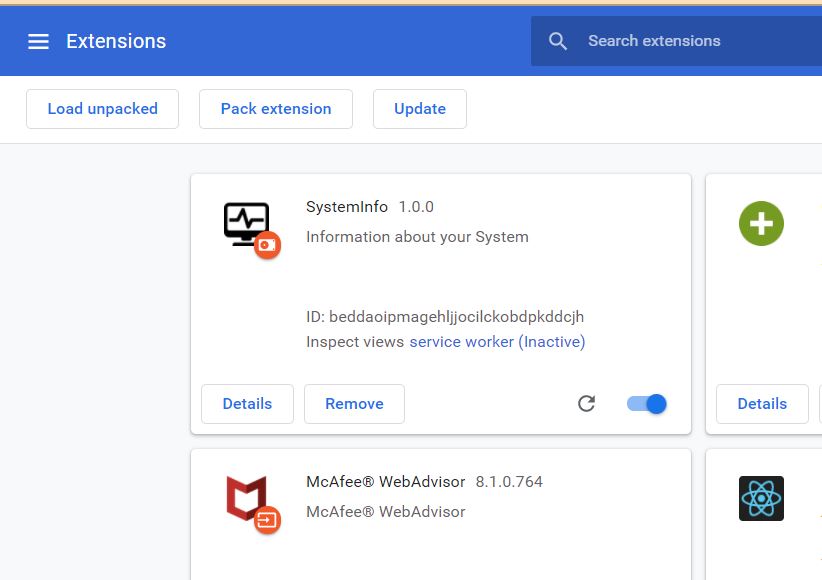 Extensions
Search extensions
Load unpacked
Pack extension
Update
SystemInfo 1.0.0
Information about your System
ID: beddaoipmagehljjocilckobdpkddcjh
Inspect views service worker (Inactive)
Details
Remove
Details
McAfee® WebAdvisor 8.1.0.764
McAfee® WebAdvisor